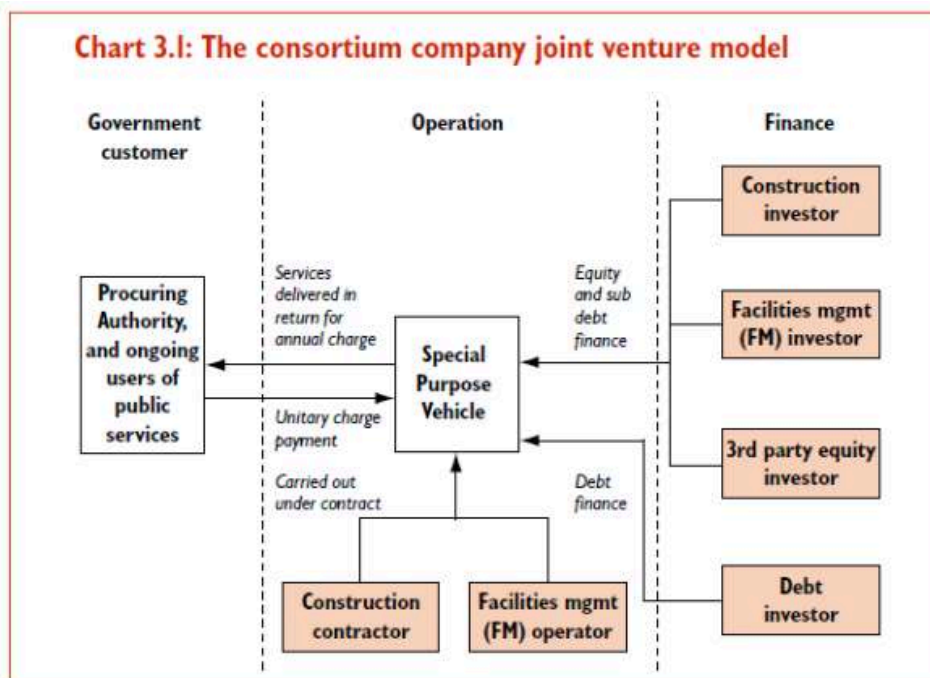 Chart 3.1: The consortium company joint venture model
Government
customer
Operation
Finance
Procuring
Authority,
and ongoing
users of
public
services
Services
delivered in
return for
annual charge
Unitary charge
payment
Carried out
under contract
Special
Purpose
Vehicle
Equity
and sub
debt
finance
Debt
finance
Construction
contractor
Facilities mgmt
(FM) operator
Construction
investor
Facilities mgmt
(FM) investor
3rd party equity
investor
Debt
investor